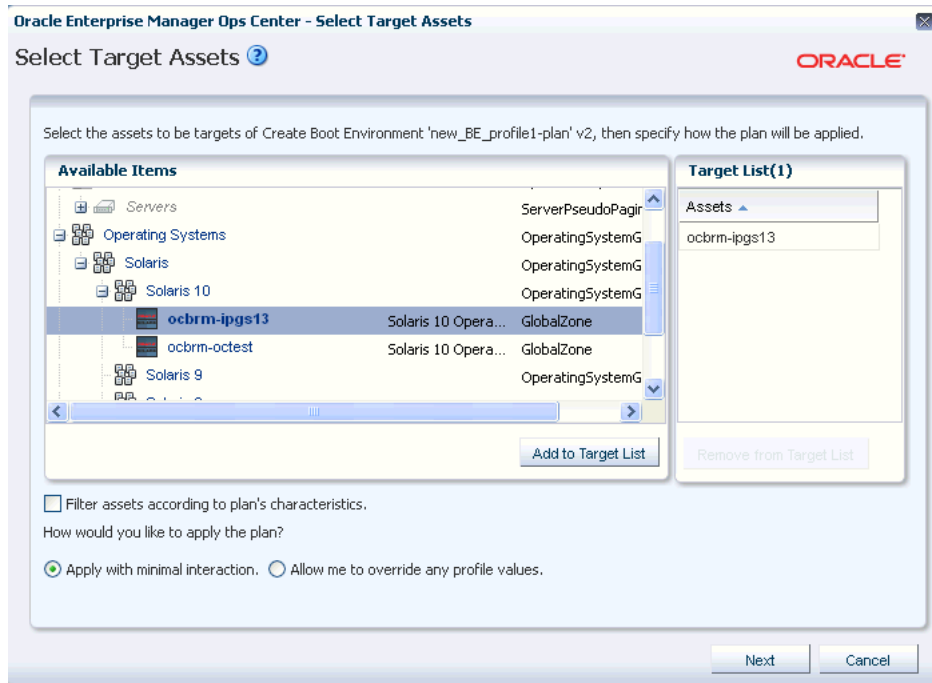 Oracle Enterprise Manager Ops Center - Select Target Assets
Select Target Assets ?
ORACLE
Select the assets to be targets of Create Boot Environment 'new_BE_profile1-plan' v2, then specify how the plan will be applied.
Available Items
Servers ServerPseudoPagir
Operating Systems OperatingSystemG
Solaris OperatingSystemG
Solaris 10 OperatingSystemG
ocbrm-ipgs13 Solaris 10 Opera... GlobalZone
ocbrm-octest Solaris 10 Opera... GlobalZone
Solaris 9 OperatingSystemG
Add to Target List
Target List(1)
Assets
ocbrm-ipgs13
Remove from Target List
Filter assets according to plan's characteristics.
How would you like to apply the plan?
Apply with minimal interaction. Allow me to override any profile values.
Next Cancel